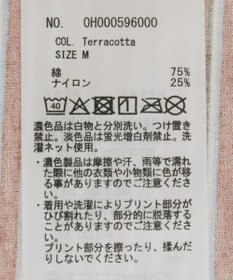 NO. OH000596000
COL. Terracotta
SIZE M
綿 75%
ナイロン 25%
40
濃色品は白物と分別洗い。つけ置き
禁止。淡色は蛍光増白剤禁止。洗濯
ネット使用。
・濃色製品は摩擦や汗、雨等で濡れ
た際に他の衣類や小物類に色が移
る事がありますのでご注意くださ
い。
・着用や洗濯によりプリント部分が
ひび割れたり、部分的に脱落する
ことがありますのでご注意くださ
い。
プリント部分を擦ったり、揉んだ
りしないでください。